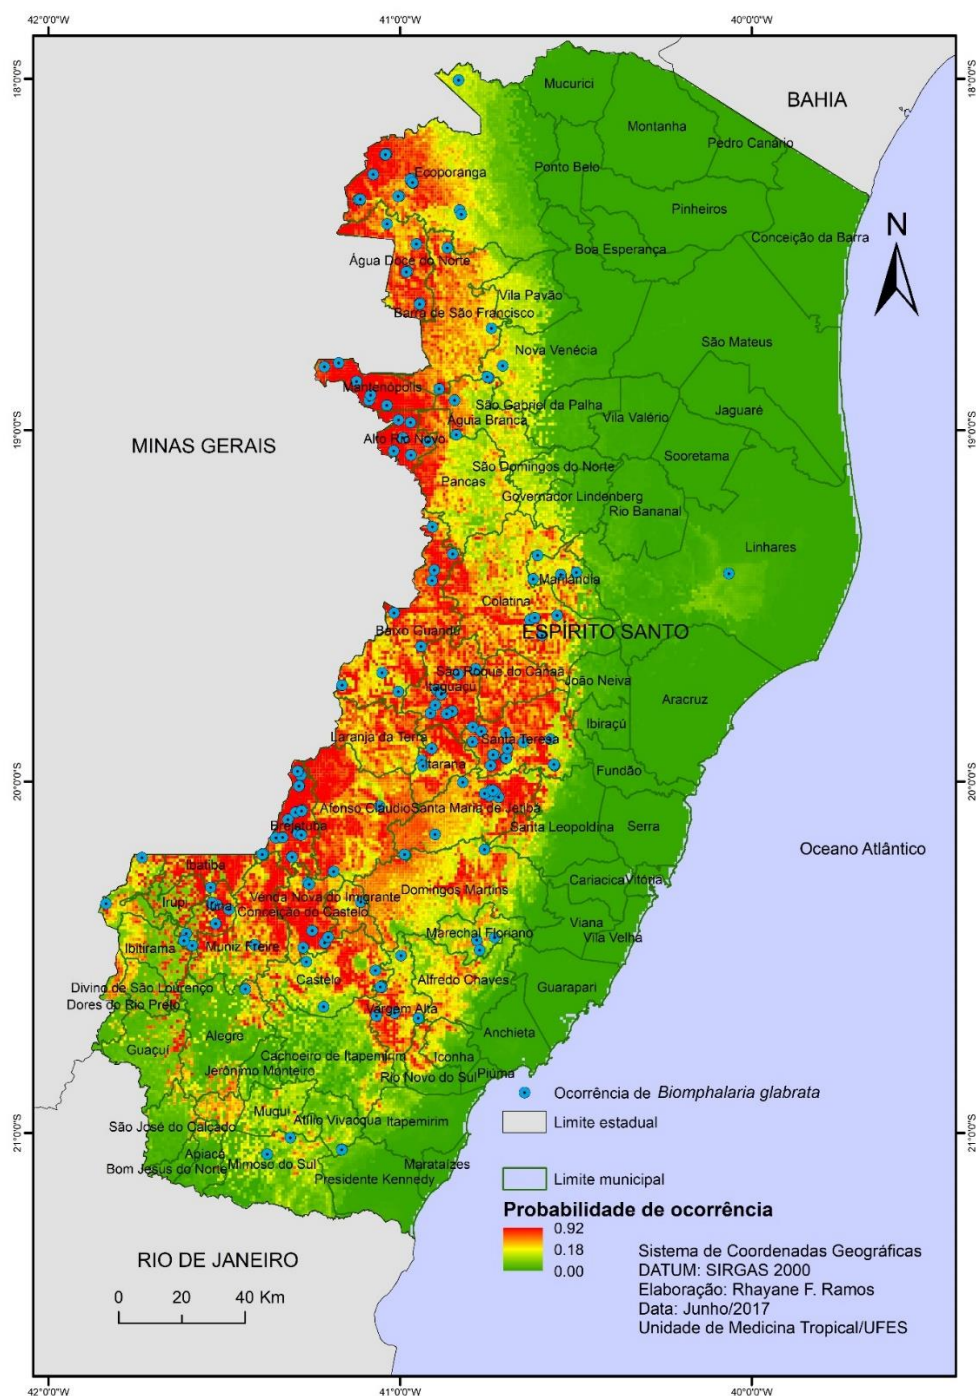 42°0'0"W
41°0'0"W
40°0'0"W
18°0'0"S
18°0'0"S
Mucurici
BAHIA
Montanha
Pedro Canário
Ecoporanga
Ponto Belo
Pinheiros
N
Conceição da Barra
Boa Esperança
Água Doce do Norte
Vila Pavão
Barra de São Francisco
São Mateus
Nova Venécia
Mantenópolis
São Gabriel da Palha
Jaguaré
Vila Valério
Águia Branca
19°0'0"S
19°0'0"S
MINAS GERAIS
Alto Rio Novo
Sooretama
São Domingos do Norte
Pancas
Governador Lindenberg
Rio Bananal
Linhares
Marilândia
Colatina
Baixo Guandu
ESPÍRITO SANTO
São Roque do Canaã
João Neiva
Itaguaçu
Aracruz
Ibiraçú
Laranja da Terra
Santa Teresa
Itarana
Fundão
20°0'0"S
20°0'0"S
Afonso Cláudio
Santa Maria de Jetibá
Brejetuba
Santa Leopoldina
Serra
Oceano Atlântico
Ibatiba
Cariacica
Vitória
Domingos Martins
Venda Nova do Imigrante
Irupi
Iúna
Conceição do Castelo
Viana
Marechal Floriano
Vila Velha
Ibitirama
Muniz Freire
Castelo
Alfredo Chaves
Divino de São Lourenço
Guarapari
Dores do Rio Preto
Vargem Alta
Anchieta
Alegre
Guaçuí
Cachoeiro de Itapemirim
Iconha
Jerônimo Monteiro
Rio Novo do Sul
Piúma
Ocorrência de Biomphalaria glabrata
Muqui
Atílio Vivacqua
Itapemirim
Limite estadual
São José do Calçado
21°0'0"S
21°0'0"S
Apiacá
Mimoso do Sul
Marataízes
Bom Jesus do Norte
Presidente Kennedy
Limite municipal
Probabilidade de ocorrência
0.92
0.18
0.00
RIO DE JANEIRO
0 20 40 Km
Sistema de Coordenadas Geográficas
DATUM: SIRGAS 2000
Elaboração: Rhayane F. Ramos
Data: Junho/2017
Unidade de Medicina Tropical/UFES
42°0'0"W
41°0'0"W
40°0'0"W